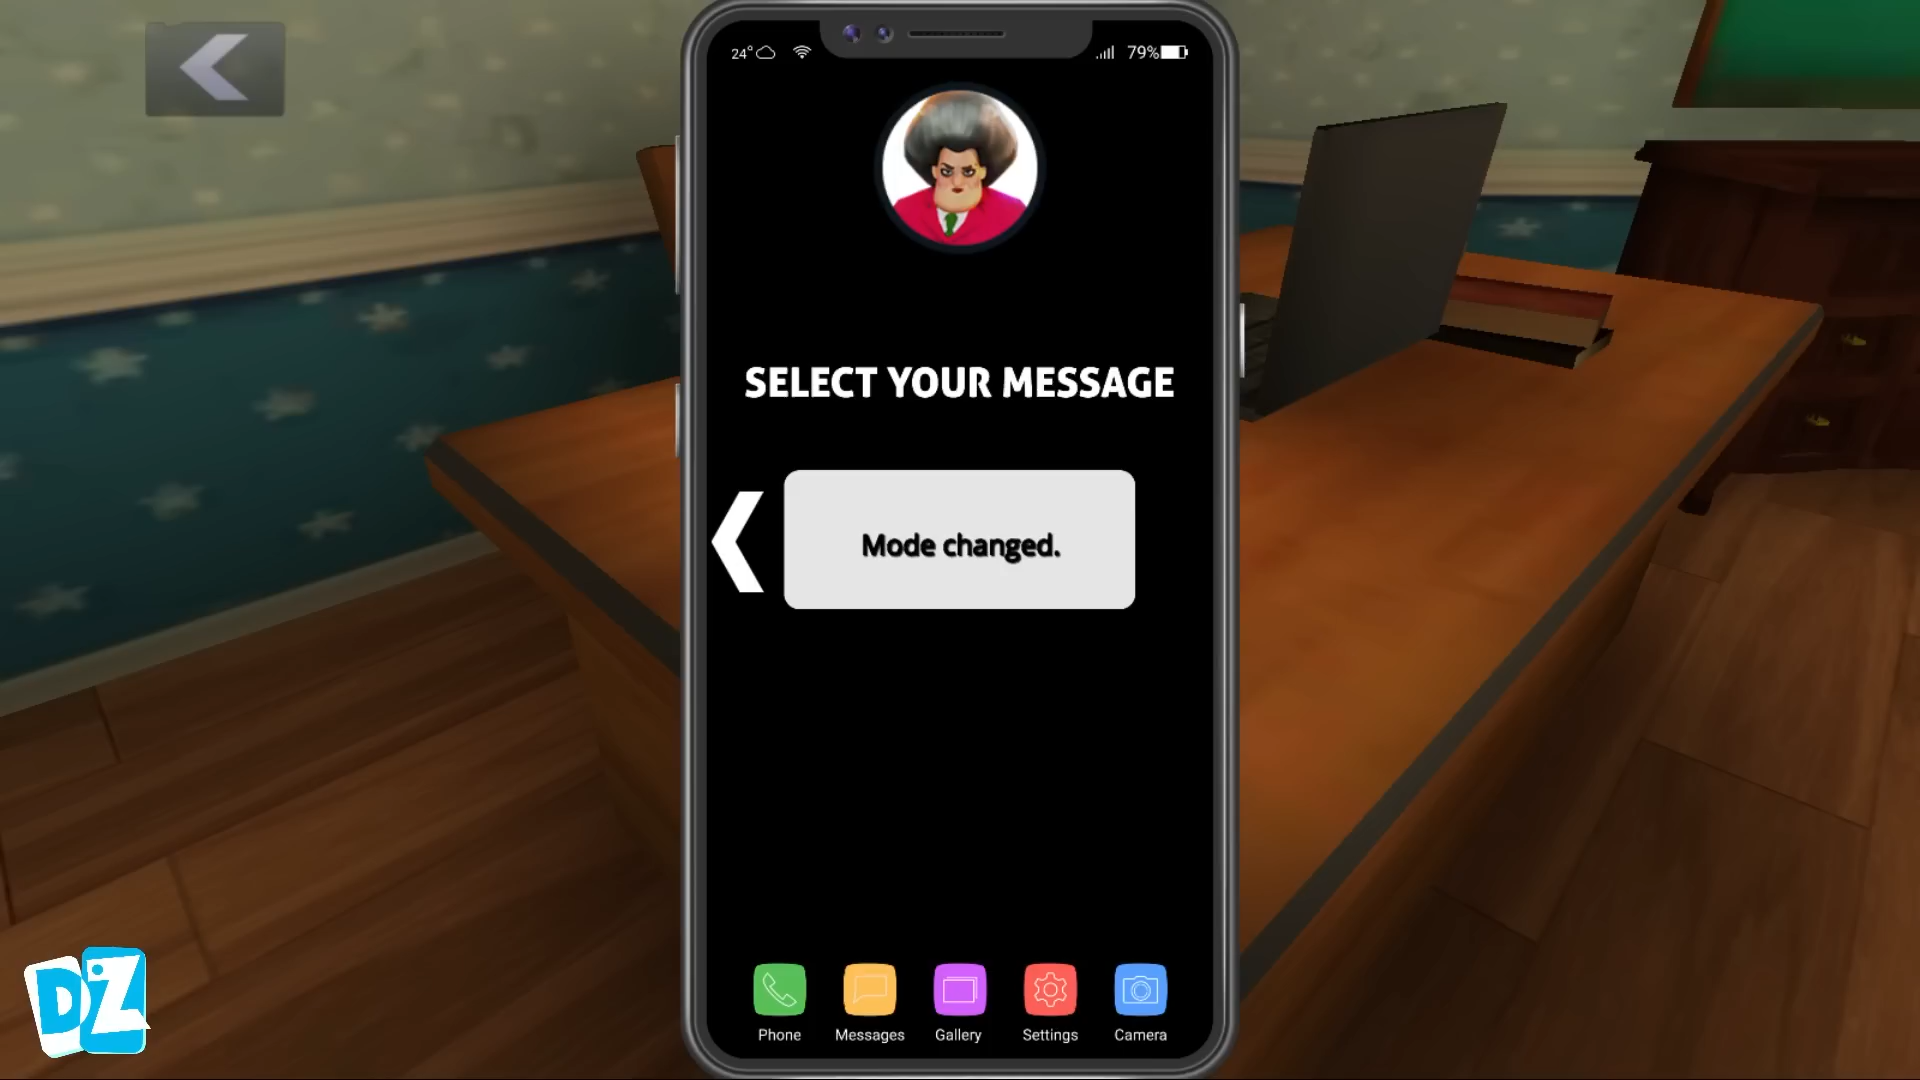 24°
79%
SELECT YOUR MESSAGE
Mode changed.
Phone
Messages
Gallery
Settings
Camera
DZ